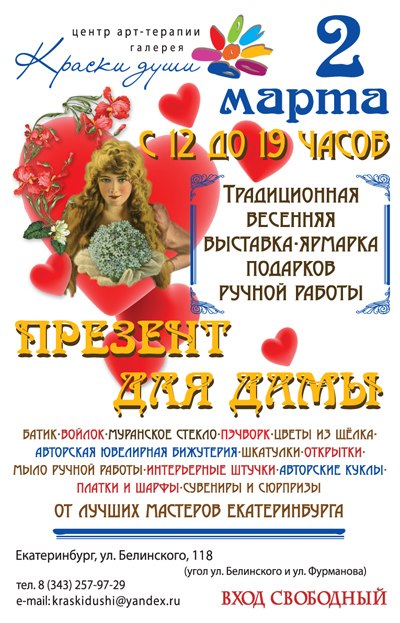 центр арт-терапии
галерея
Краски души
2
марта
с 12 до 19 часов
Традиционная
весенняя
выставка-ярмарка
подарков
ручной работы
ПРЕЗЕНТ
ДЛЯ ДАМЫ
БАТИК·ВОЙЛОК·МУРАНСКОЕ СТЕКЛО·ПЭЧВОРК·ЦВЕТЫ ИЗ ШЁЛКА·
АВТОРСКАЯ ЮВЕЛИРНАЯ БИЖУТЕРИЯ·ШКАТУЛКИ·ОТКРЫТКИ·
МЫЛО РУЧНОЙ РАБОТЫ·ИНТЕРЬЕРНЫЕ ШТУЧКИ·АВТОРСКИЕ КУКЛЫ·
ПЛАТКИ И ШАРФЫ·СУВЕНИРЫ И СЮРПРИЗЫ
ОТ ЛУЧШИХ МАСТЕРОВ ЕКАТЕРИНБУРГА
Екатеринбург, ул. Белинского, 118
(угол ул. Белинского и ул. Фурманова)
тел. 8 (343) 257-97-29
e-mail: kraskidushi@yandex.ru
ВХОД СВОБОДНЫЙ